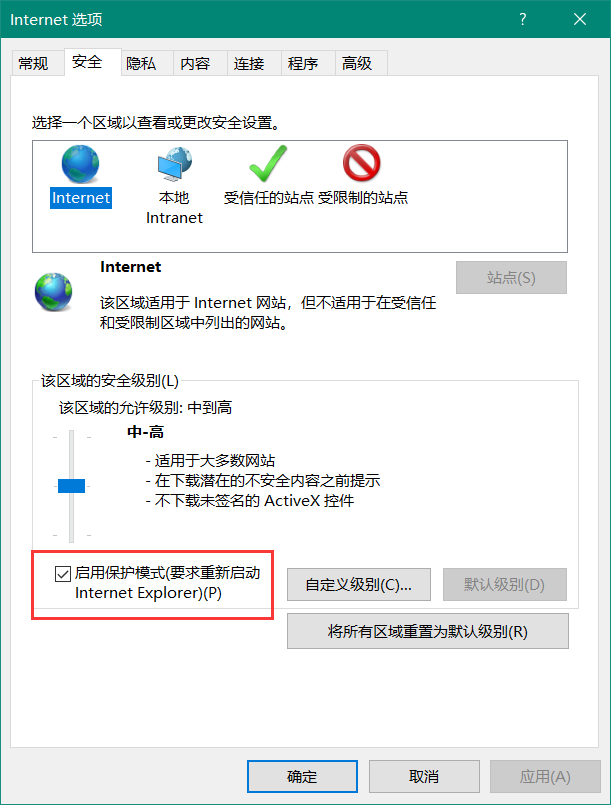 Internet 选项
?
常规 安全 隐私 内容 连接 程序 高级
选择一个区域以查看或更改安全设置。
Internet
本地
Intranet
受信任的站点
受限制的站点
Internet
站点(S)
该区域适用于 Internet 网站，但不适用于在受信任
和受限制区域中列出的网站。
该区域的安全级别(L)
该区域的允许级别: 中到高
中-高
- 适用于大多数网站
- 在下载潜在的不安全内容之前提示
- 不下载未签名的 ActiveX 控件
启用保护模式(要求重新启动
Internet Explorer)(P)
自定义级别(C)...
默认级别(D)
将所有区域重置为默认级别(R)
确定
取消
应用(A)